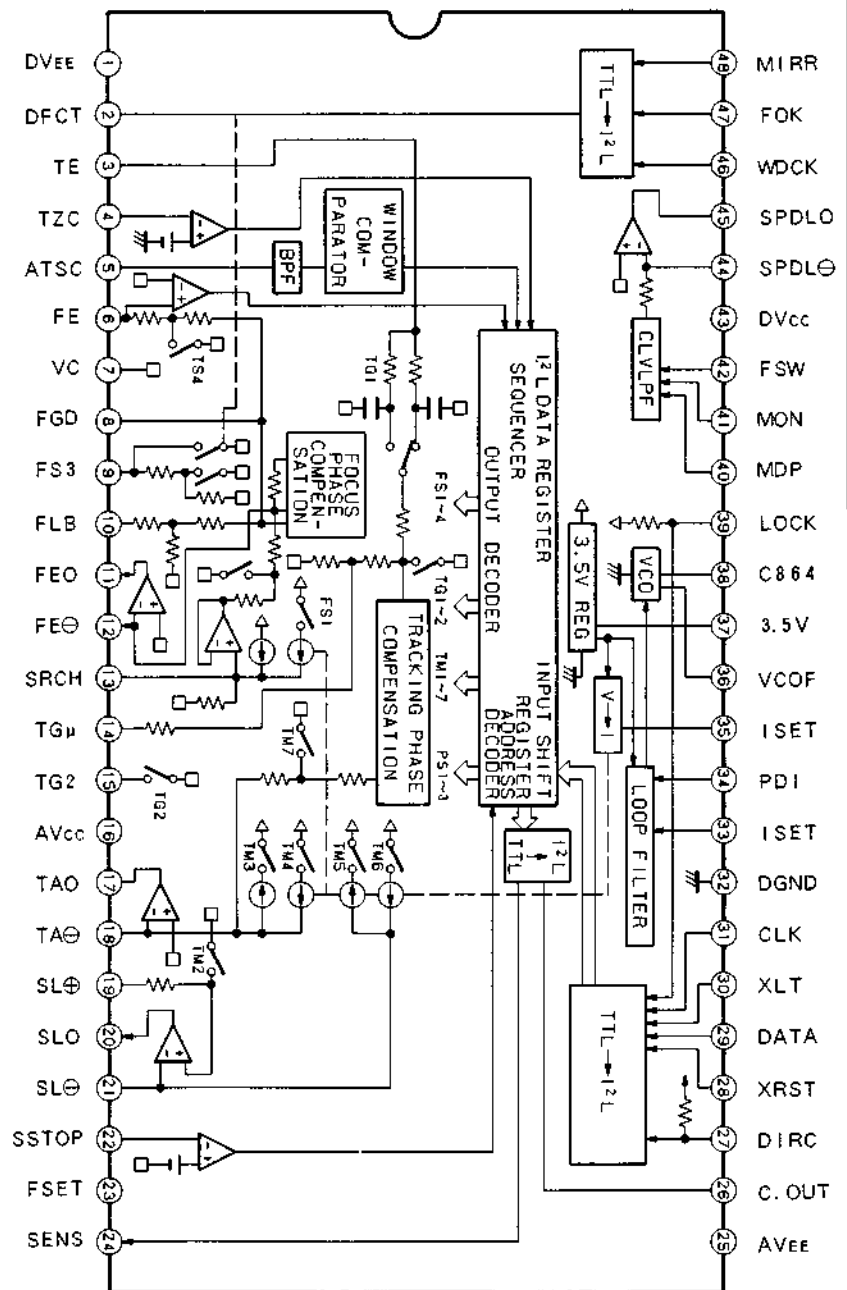 DVEE 1
DFCT 2
TE 3
TZC 4
ATSC 5
FE 6
VC 7
FGD 8
FS3 9
FLB 10
FEO 11
FE⊖ 12
SRCH 13
TGμ 14
TG2 15
AVcc 16
TAO 17
TA⊖ 18
SL⊕ 19
SLO 20
SL⊖ 21
SSTOP 22
FSET 23
SENS 24
48 MIRR
47 FOK
46 WDCK
45 SPDLO
44 SPDL⊖
43 DVcc
42 FSW
41 MON
40 MDP
39 LOCK
38 C864
37 3.5V
36 VCOF
35 ISET
34 PDI
33 ISET
32 DGND
31 CLK
30 XLT
29 DATA
28 XRST
27 DIRC
26 C.OUT
25 AVEE
TTL→I²L
WINDOW
COM-
PARATOR
BPF
TS4
TG1
FOCUS
PHASE
COMPEN-
SATION
I²L DATA REGISTER
INPUT SHIFT
SEQUENCER
REGISTER
ADDRESS
OUTPUT DECODER
DECODER
FS1~4
TG1~2
TM1~7
PS1~3
FS1
TRACKING PHASE
COMPENSATION
TM7
TG2
TM3
TM4
TM5
TM6
TM2
I²L
↓
TTL
CLVLPF
3.5V REG
VCO
V→I
LOOP FILTER
TTL→I²L